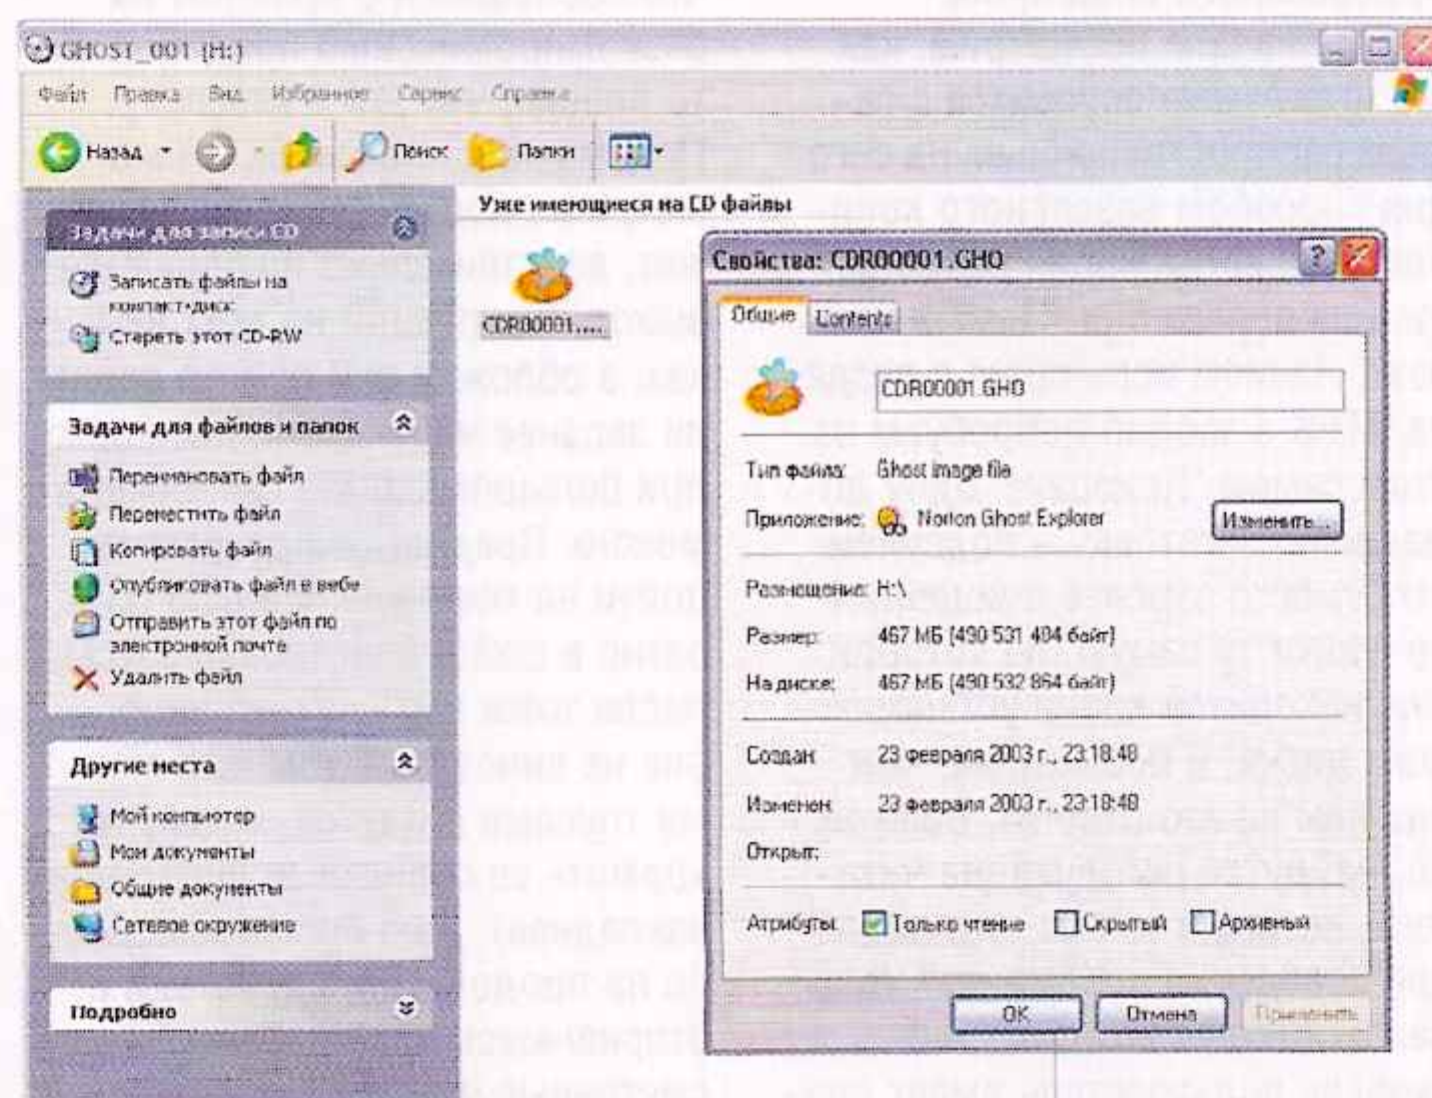 GHOST_001 (H:)
Файл Правка Вид Избранное Сервис Справка
Назад Поиск Папки
Задачи для записи CD
Записать файлы на
компакт-диск
Стереть этот CD-RW
Задачи для файлов и папок
Переименовать файл
Переместить файл
Копировать файл
Опубликовать файл в вебе
Отправить этот файл по
электронной почте
Удалить файл
Другие места
Мой компьютер
Мои документы
Общие документы
Сетевое окружение
Подробно
Уже имеющиеся на CD файлы
CDR00001....
Свойства: CDR00001.GHO
Общие Contents
CDR00001.GHO
Тип файла: Ghost image file
Приложение: Norton Ghost Explorer Изменить...
Размещение: H:\
Размер: 467 МБ (490 531 484 байт)
На диске: 467 МБ (490 532 864 байт)
Создан: 23 февраля 2003 г., 23:18:48
Изменен: 23 февраля 2003 г., 23:18:48
Открыт:
Атрибуты: Только чтение Скрытый Архивный
OK Отмена Применить